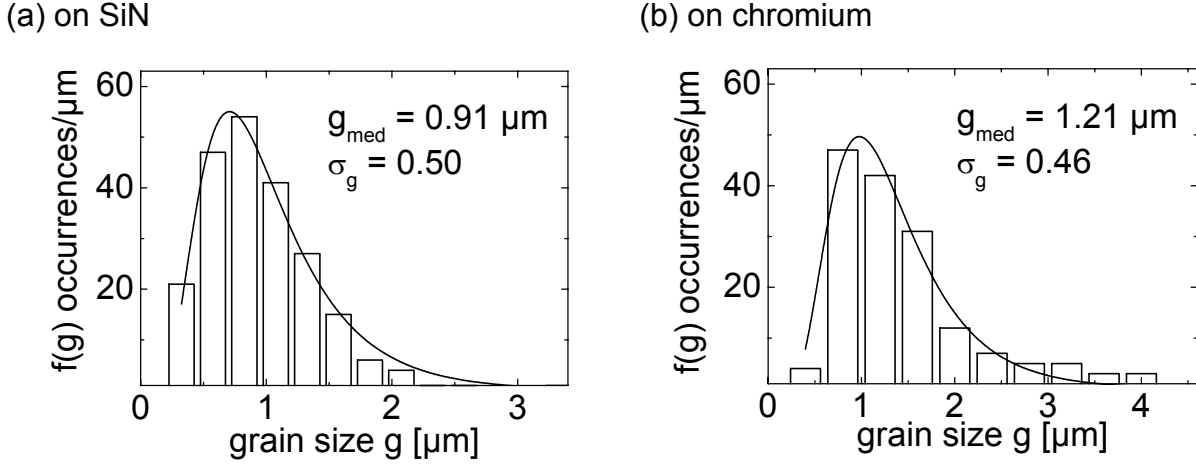 (a) on SiN
f(g) occurrences/µm
60
40
20
g_med = 0.91 µm
σ_g = 0.50
0 1 2 3
grain size g [µm]
(b) on chromium
f(g) occurrences/µm
60
40
20
g_med = 1.21 µm
σ_g = 0.46
0 1 2 3 4
grain size g [µm]